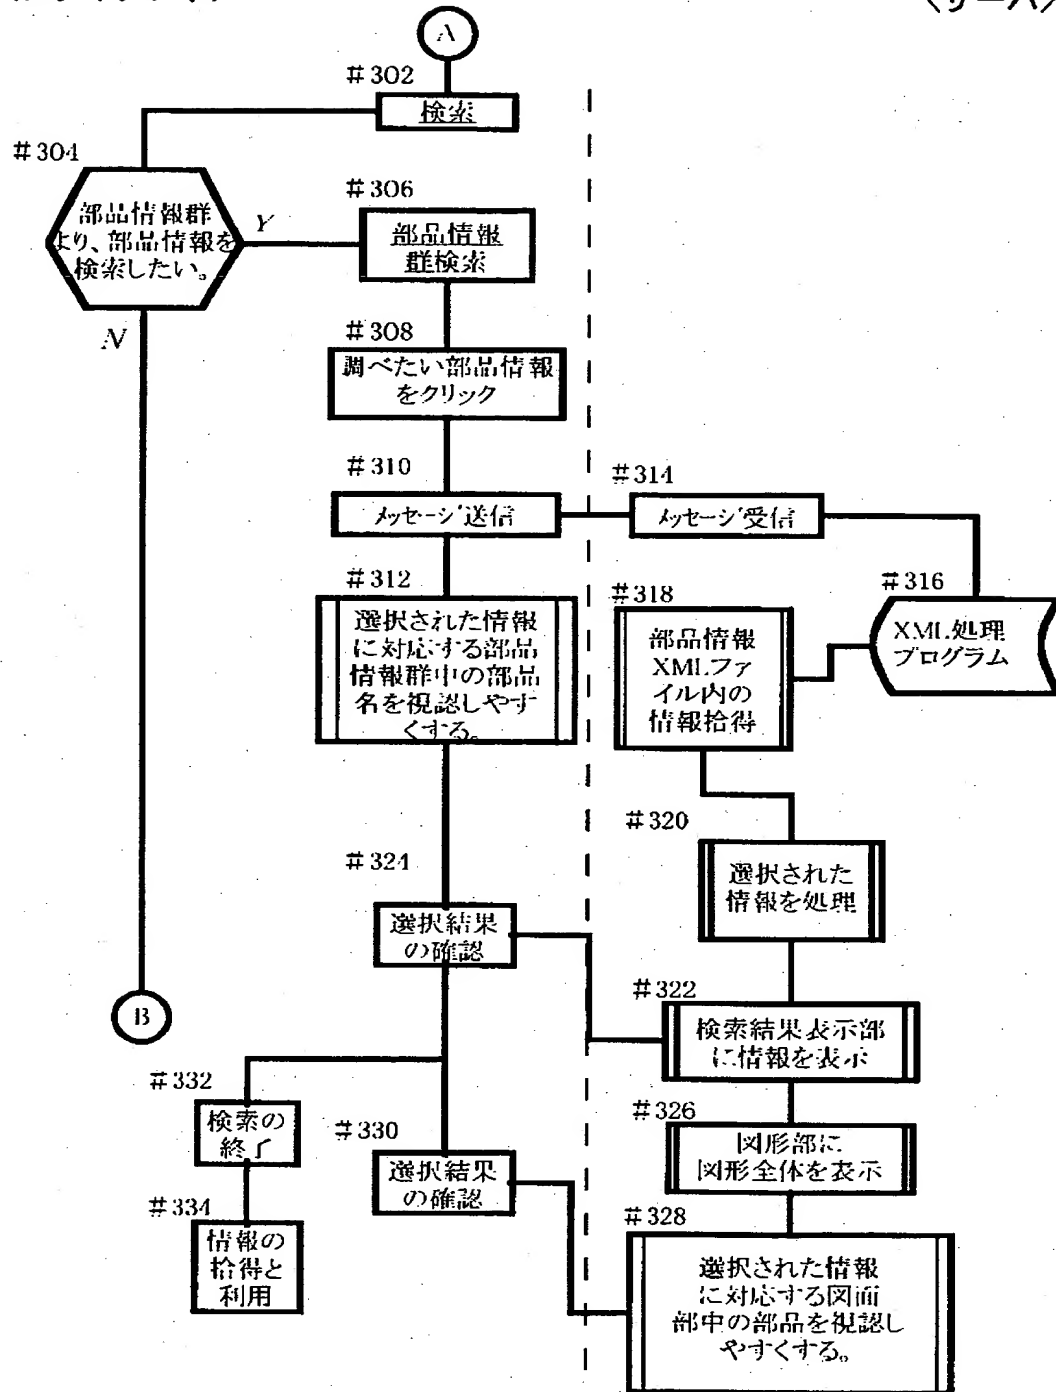 〈サーバ〉
A
#302
検索
#304
部品情報群
より、部品情報を
検索したい。
Y
N
#306
部品情報
群検索
#308
調べたい部品情報
をクリック
#310
メッセージ送信
#314
メッセージ受信
#312
選択された情報
に対応する部品
情報群中の部品
名を視認しやす
くする。
#316
XML処理
プログラム
#318
部品情報
XMLファ
イル内の
情報拾得
#320
選択された
情報を処理
#324
選択結果
の確認
#322
検索結果表示部
に情報を表示
B
#332
検索の
終了
#330
選択結果
の確認
#326
図形部に
図形全体を表示
#334
情報の
拾得と
利用
#328
選択された情報
に対応する図面
部中の部品を視認し
やすくする。